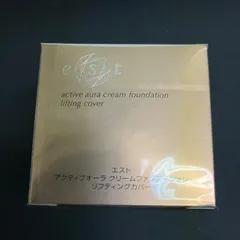 est
active aura cream foundation
lifting cover
エスト
アクティブオーラ クリームファンデーション
リフティングカバー